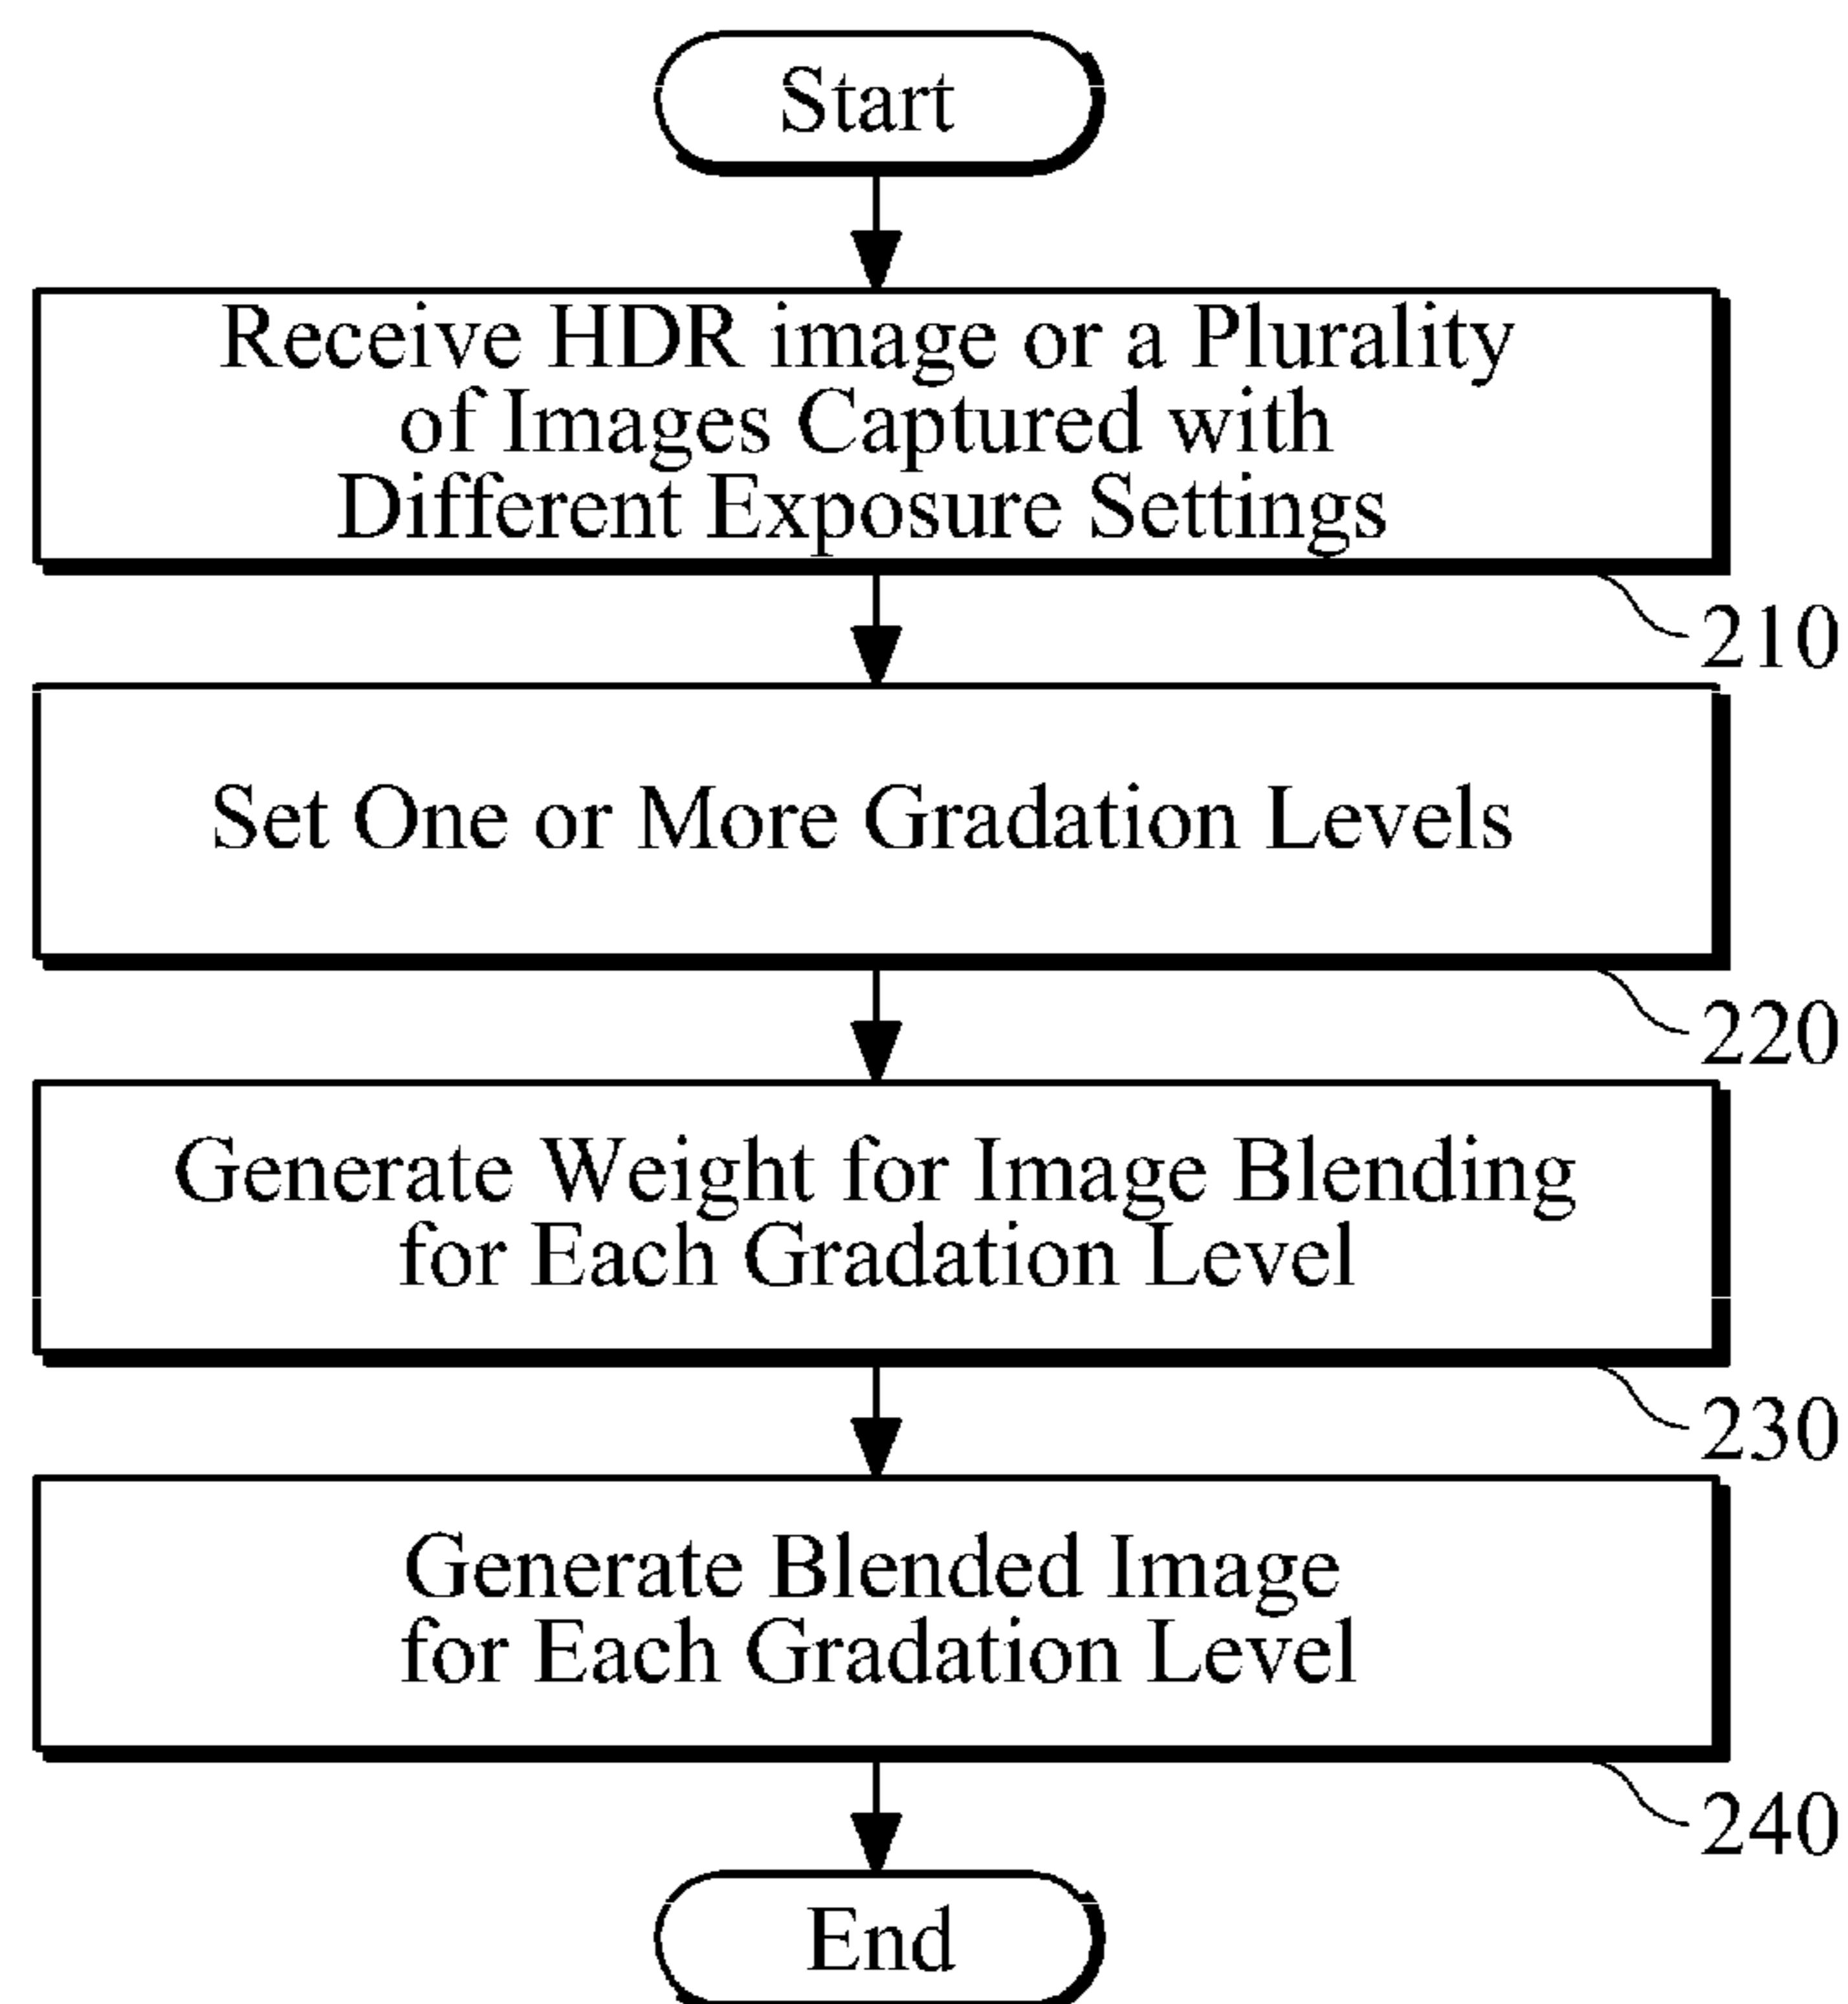 Start
Receive HDR image or a Plurality
of Images Captured with
Different Exposure Settings
210
Set One or More Gradation Levels
220
Generate Weight for Image Blending
for Each Gradation Level
230
Generate Blended Image
for Each Gradation Level
240
End